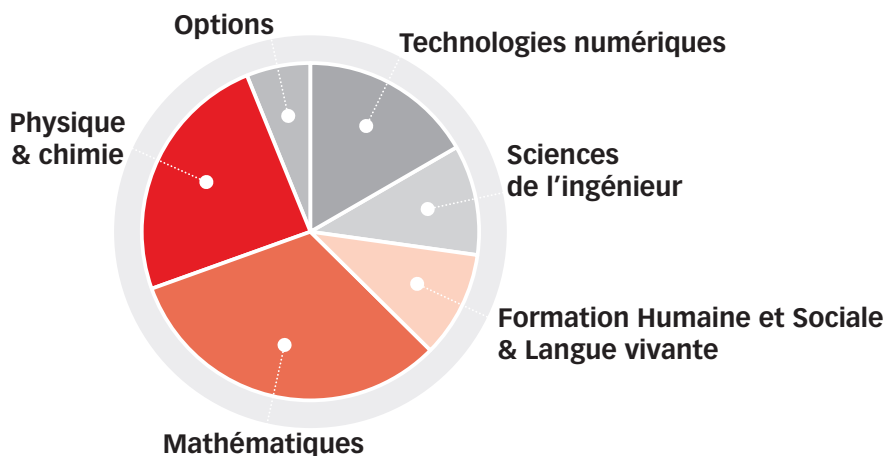 Options
Technologies numériques
Physique
& chimie
Sciences
de l'ingénieur
Formation Humaine et Sociale
& Langue vivante
Mathématiques